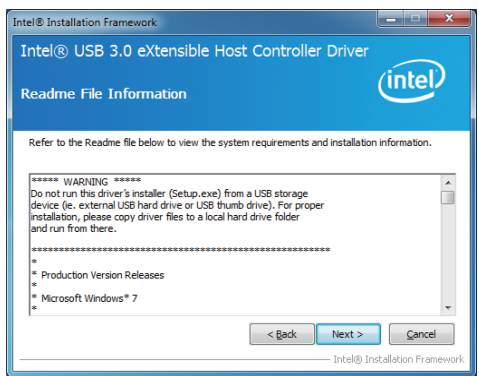 Intel® Installation Framework
Intel® USB 3.0 eXtensible Host Controller Driver
Readme File Information
intel
Refer to the Readme file below to view the system requirements and installation information.
***** WARNING *****
Do not run this driver's installer (Setup.exe) from a USB storage
device (ie. external USB hard drive or USB thumb drive). For proper
installation, please copy driver files to a local hard drive folder
and run from there.
*******************************************************
*
* Production Version Releases
*
* Microsoft Windows* 7
*
< Back Next > Cancel
Intel® Installation Framework